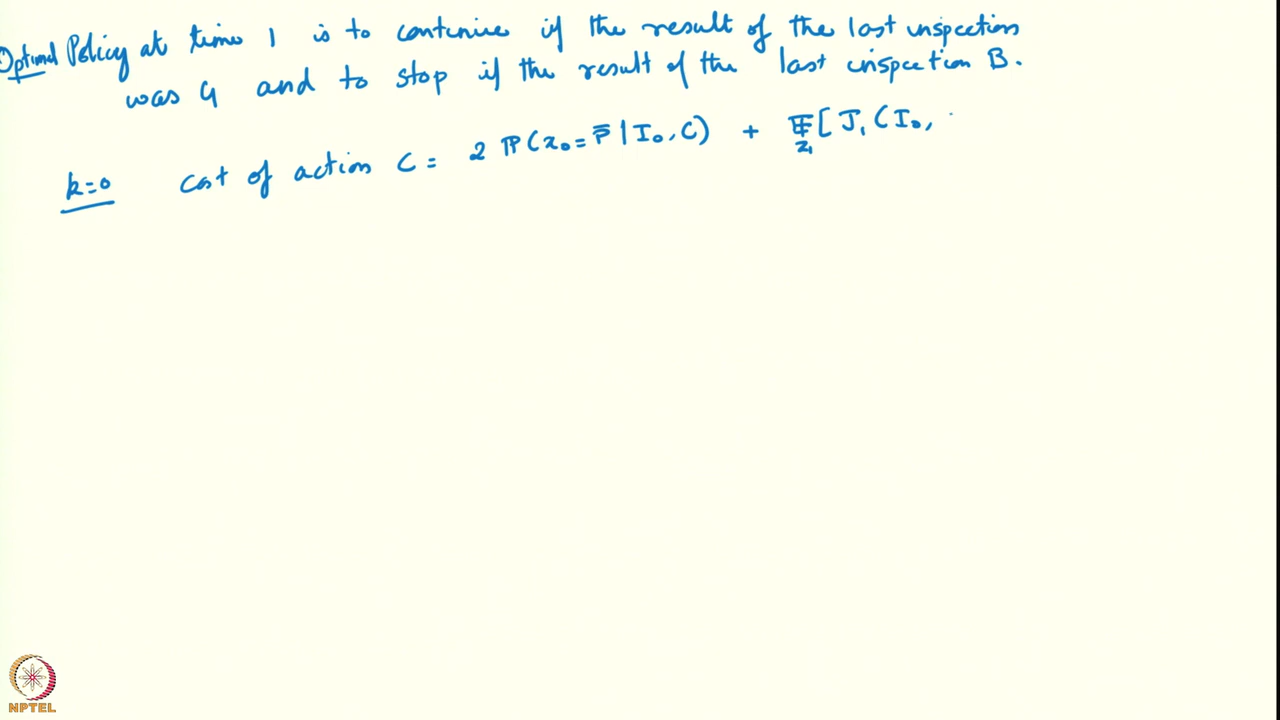 Optimal Policy at time 1 is to continue if the result of the last inspection
was G and to stop if the result of the last inspection B.
k=0 Cost of action C = 2 ℙ(x₀ = P̄ | I₀, C) + 𝔼_z₁[ J₁(I₀,
NPTEL